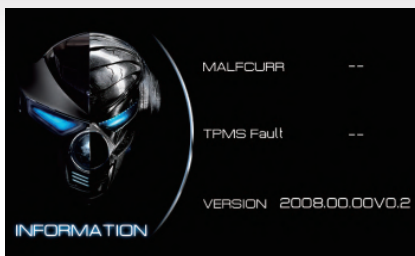 MALFCURR --
TPMS Fault --
VERSION 2008.00.00V0.2
INFORMATION